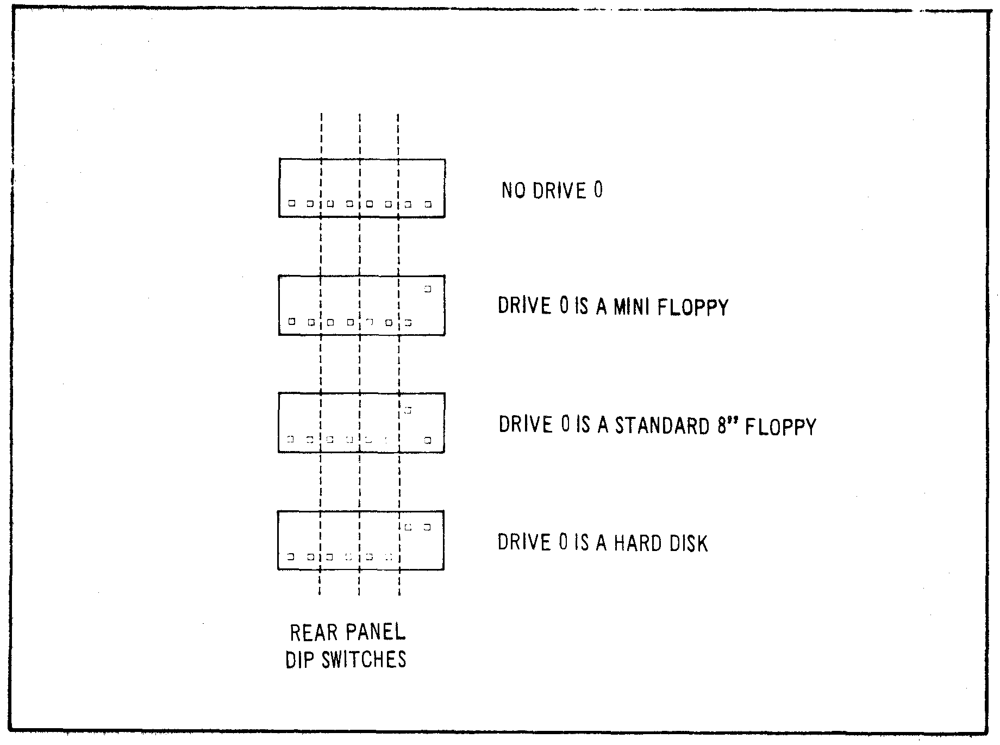 NO DRIVE 0
DRIVE 0 IS A MINI FLOPPY
DRIVE 0 IS A STANDARD 8" FLOPPY
DRIVE 0 IS A HARD DISK
REAR PANEL
DIP SWITCHES